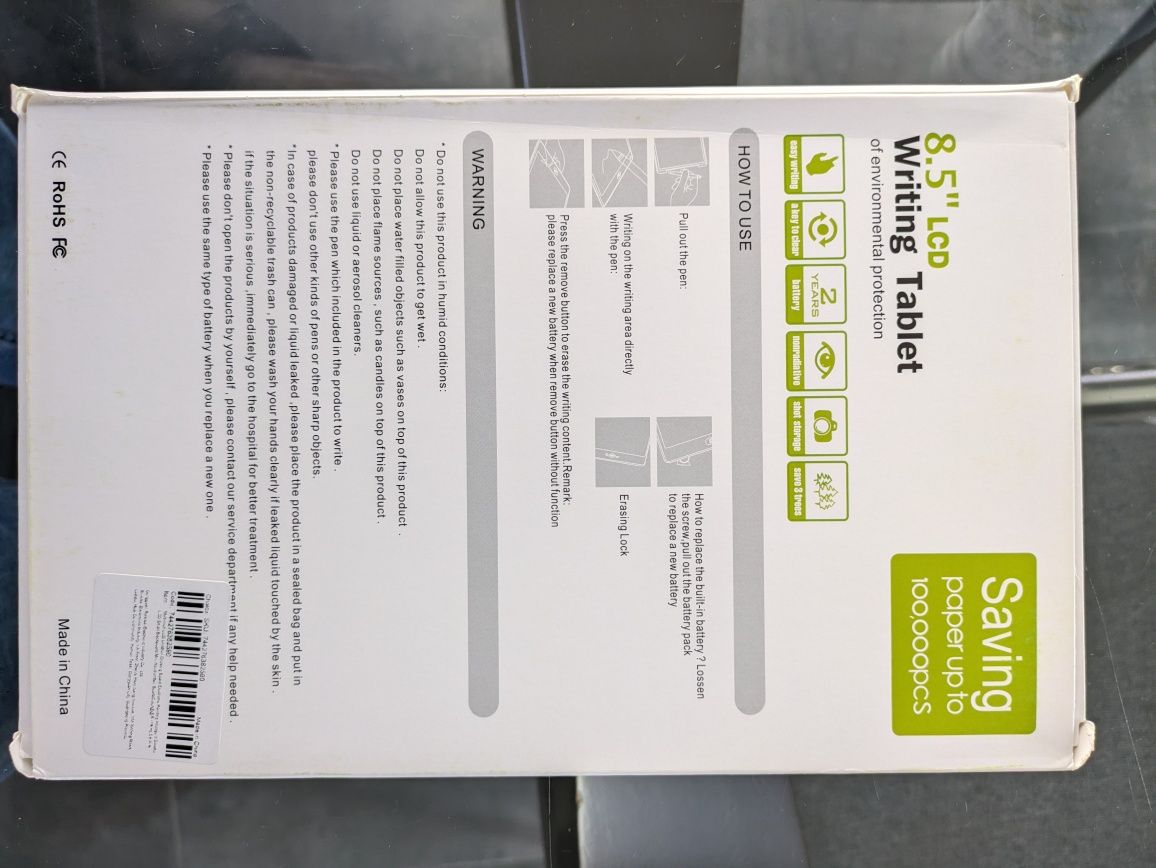 8.5" LCD
Writing Tablet
of environmental protection
Saving
paper up to
100,000pcs
easy writing
a key to clear
2
YEARS
battery
nonradiative
shot storage
save 3 trees
HOW TO USE
Pull out the pen:
Writing on the writing area directly
with the pen:
Press the remove button to erase the writing content.Remark:
please replace a new battery when remove button without function
How to replace the built-in battery ? Lossen
the screw,pull out the battery pack
to replace a new battery
Erasing Lock
WARNING
* Do not use this product in humid conditions:
Do not allow this product to get wet .
Do not place water filled objects such as vases on top of this product .
Do not place flame sources , such as candles on top of this product .
Do not use liquid or aerosol cleaners.
* Please use the pen which included in the product to write .
please don't use other kinds of pens or other sharp objects.
*In case of products damaged or liquid leaked ,please place the product in a sealed bag and put in
the non-recyclable trash can , please wash your hands clearly if leaked liquid touched by the skin .
if the situation is serious ,immediately go to the hospital for better treatment .
* Please don't open the products by yourself , please contact our service department if any help needed .
* Please use the same type of battery when you replace a new one .
CE RoHS FC
Made in China
Made in China